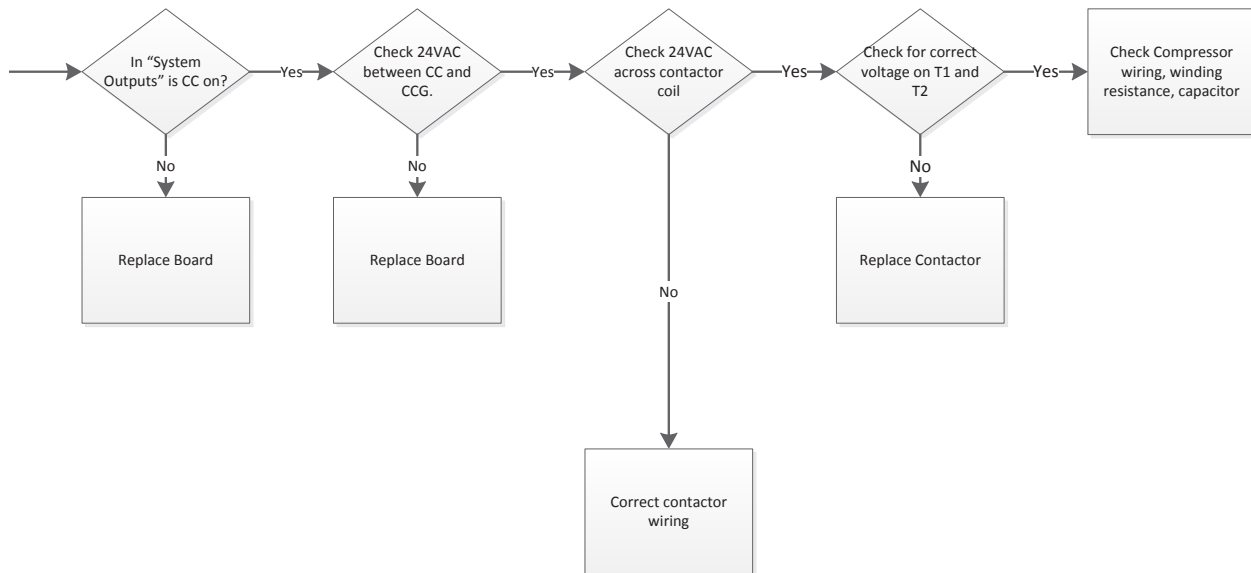 In “System
Outputs” is CC on?
Yes
Check 24VAC
between CC and
CCG.
Yes
Check 24VAC
across contactor
coil
Yes
Check for correct
voltage on T1 and
T2
Yes
Check Compressor
wiring, winding
resistance, capacitor
No
No
No
Replace Board
Replace Board
Replace Contactor
No
Correct contactor
wiring